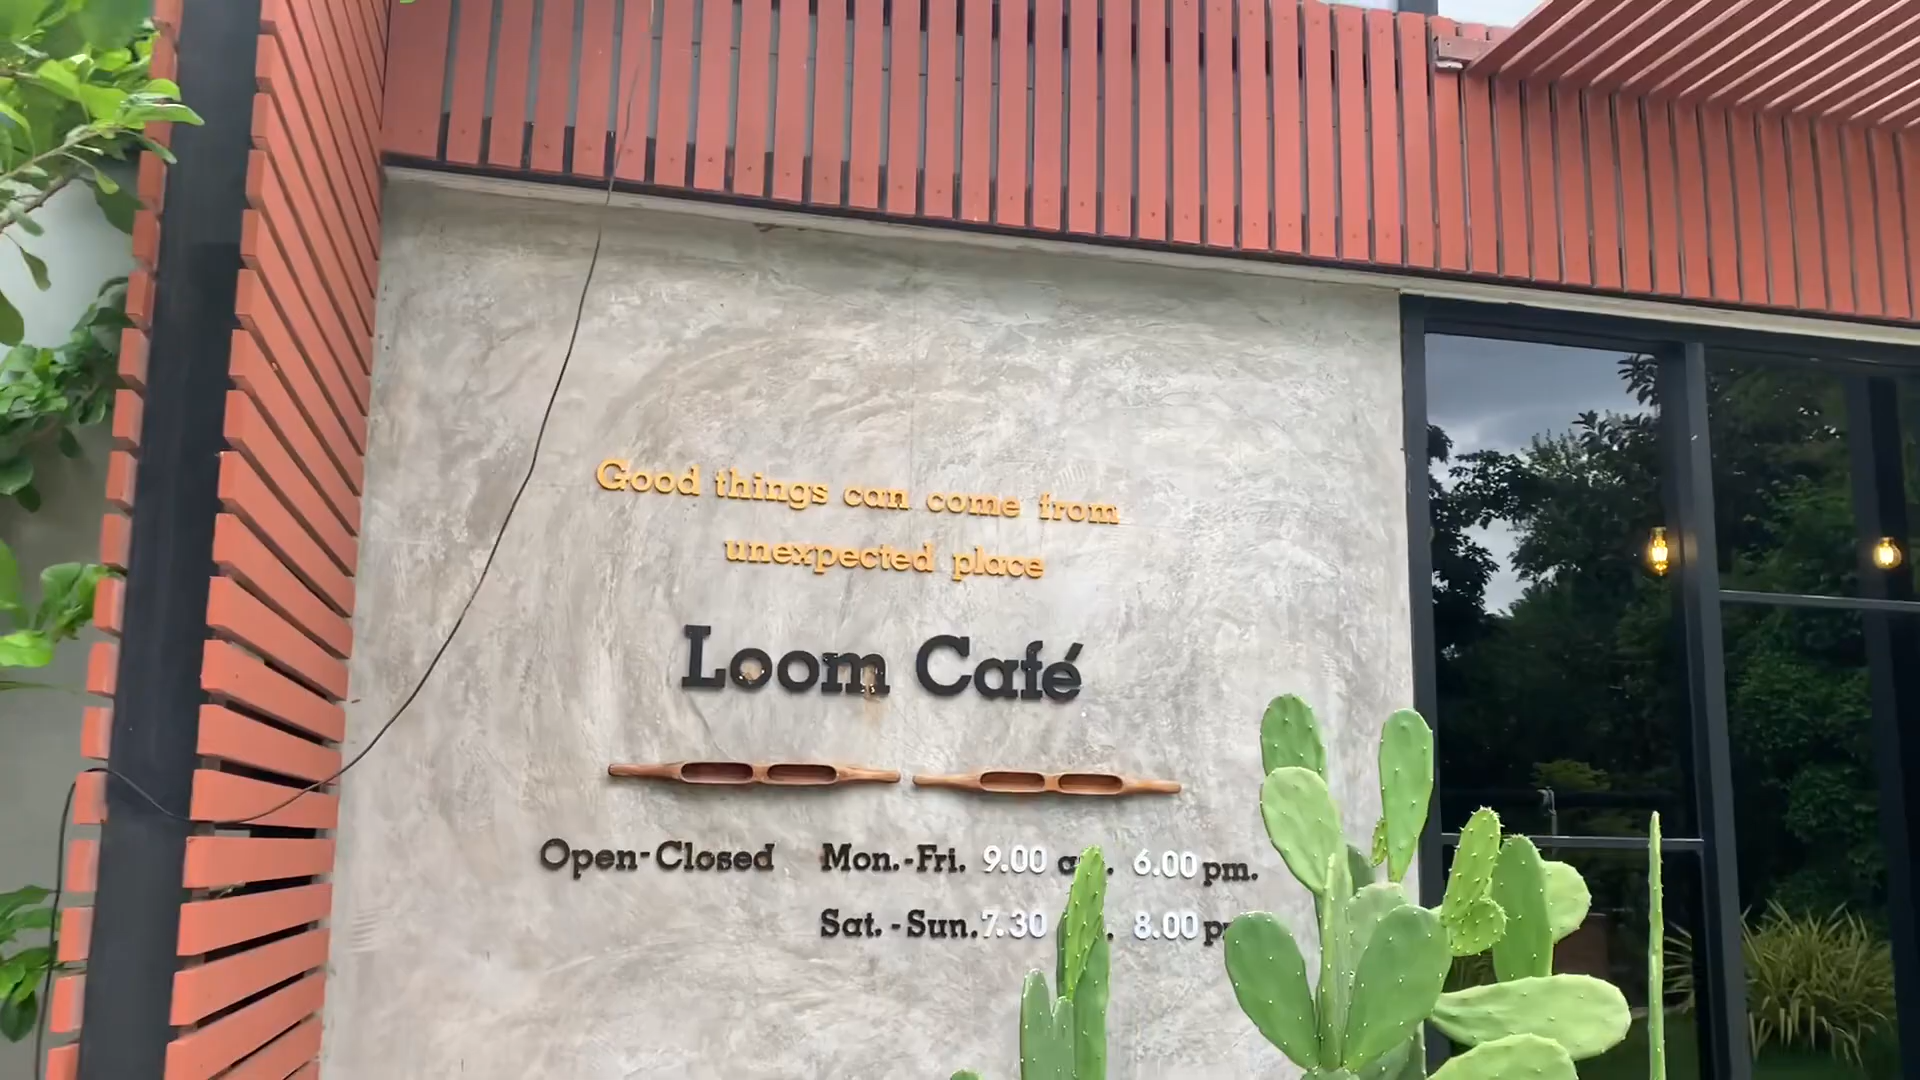 Good things can come from
unexpected place
Loom Café
Open-Closed Mon.-Fri. 9.00 6.00 pm.
Sat.-Sun. 7.30 8.00